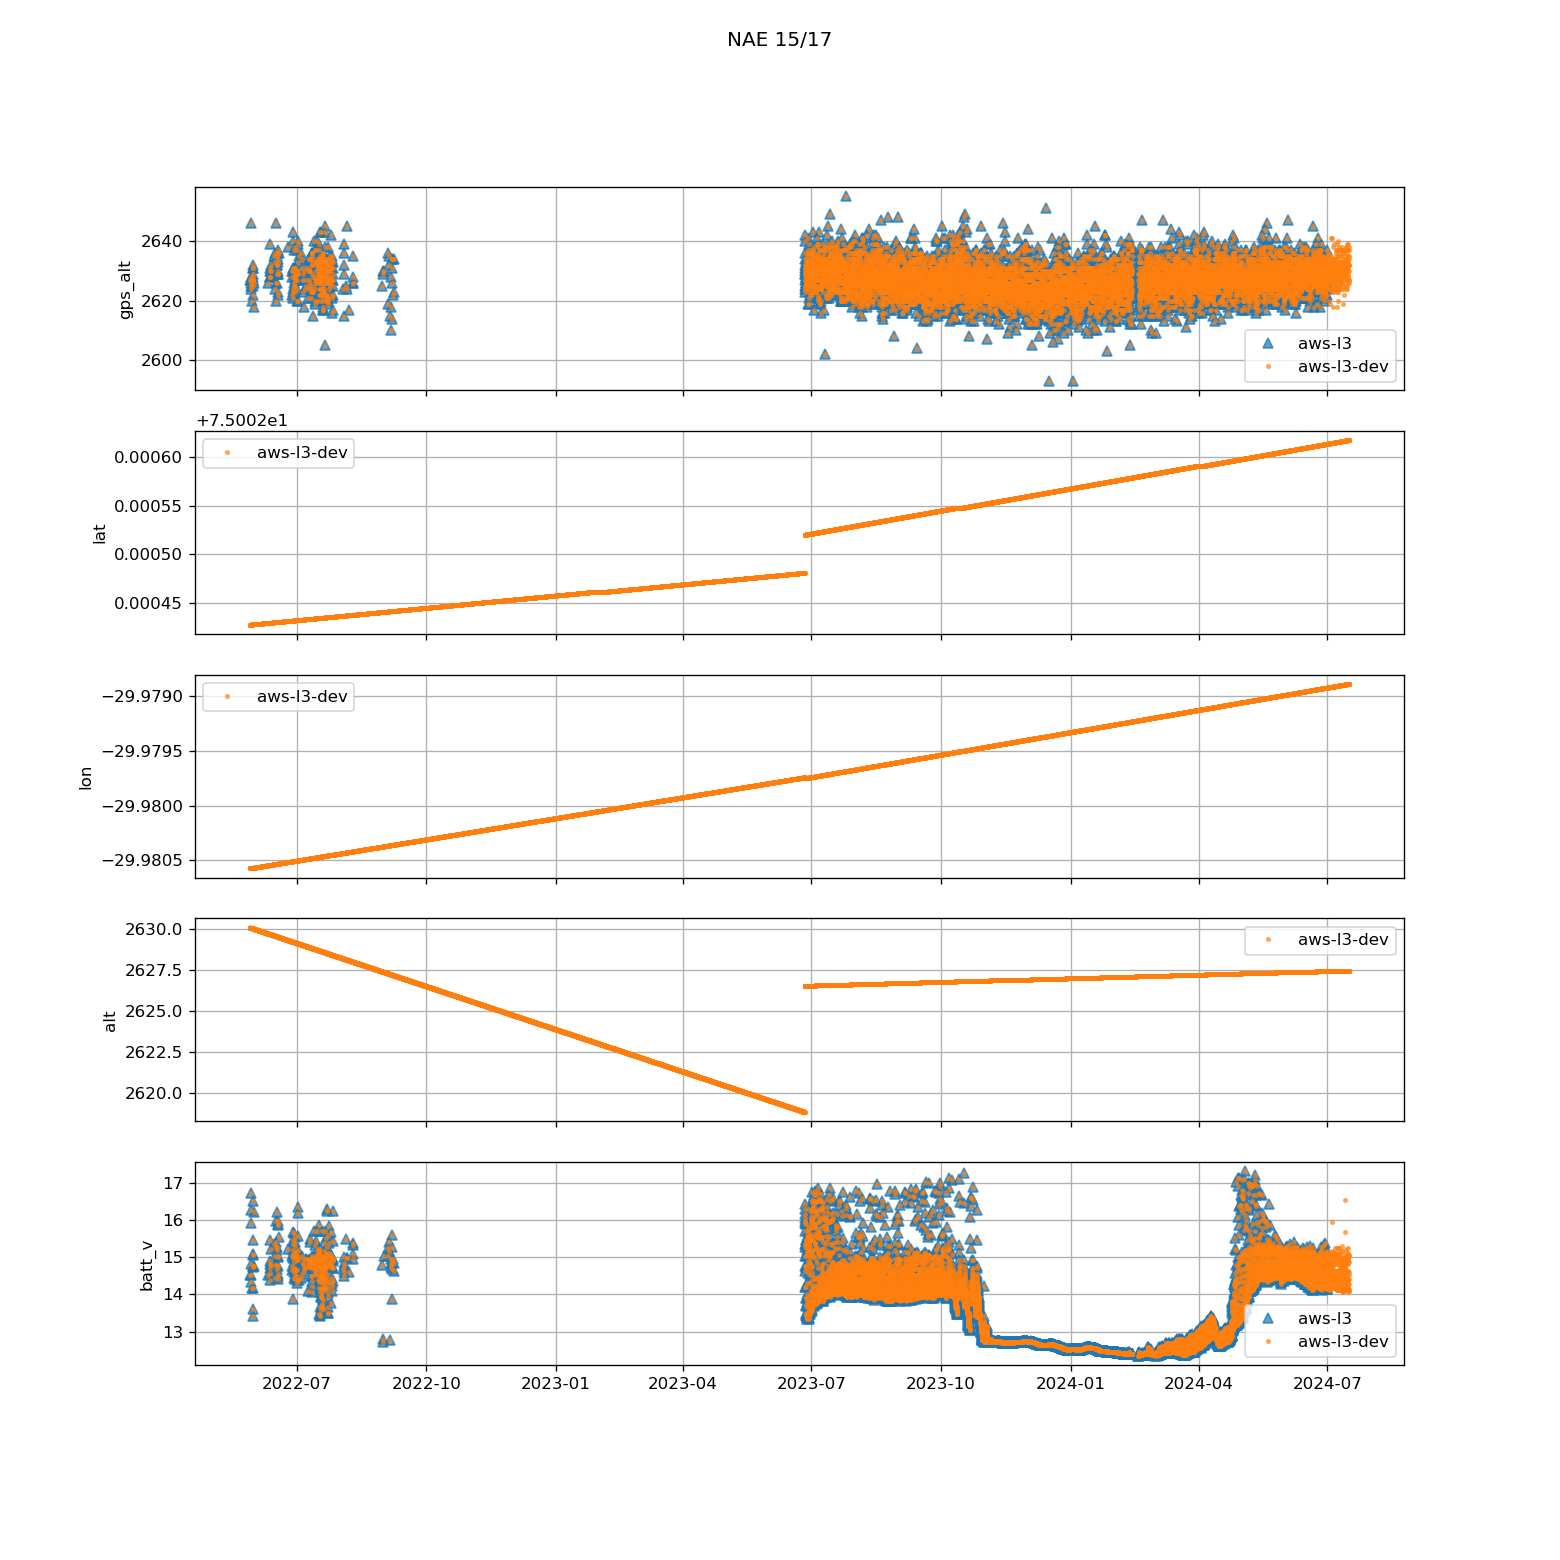 NAE 15/17
gps_alt
2640
2620
2600
aws-l3
aws-l3-dev
+7.5002e1
lat
0.00060
0.00055
0.00050
0.00045
aws-l3-dev
lon
−29.9790
−29.9795
−29.9800
−29.9805
aws-l3-dev
alt
2630.0
2627.5
2625.0
2622.5
2620.0
aws-l3-dev
batt_v
17
16
15
14
13
aws-l3
aws-l3-dev
2022-07 2022-10 2023-01 2023-04 2023-07 2023-10 2024-01 2024-04 2024-07